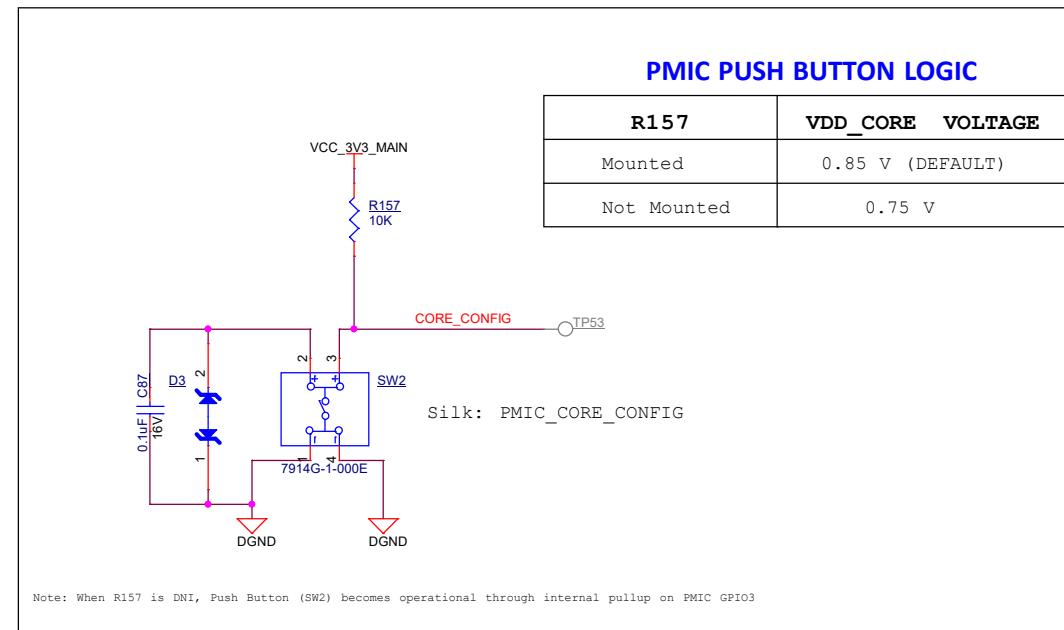 PMIC PUSH BUTTON LOGIC
R157 VDD_CORE VOLTAGE
Mounted 0.85 V (DEFAULT)
Not Mounted 0.75 V
VCC_3V3_MAIN
R157
10K
CORE_CONFIG
TP53
C87
0.1uF
16V
D3
2
1
2
3
SW2
1
4
7914G-1-000E
Silk: PMIC_CORE_CONFIG
DGND
DGND
Note: When R157 is DNI, Push Button (SW2) becomes operational through internal pullup on PMIC GPIO3